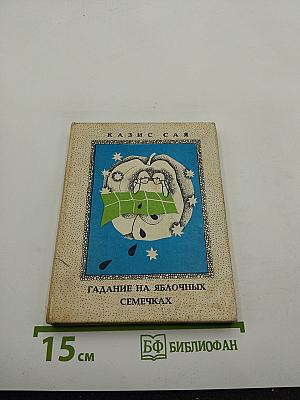 КАЗИС САЯ
ГАДАНИЕ НА ЯБЛОЧНЫХ
СЕМЕЧКАХ
15 см
БФ БИБЛИОФАН